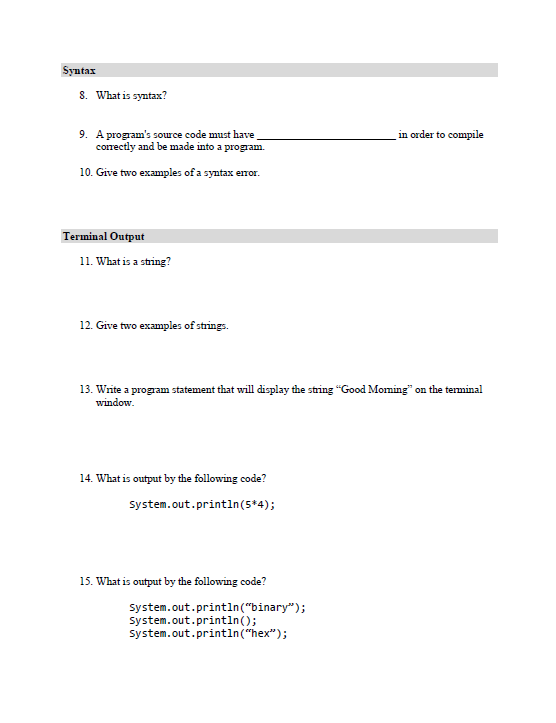 Syntax
8. What is syntax?
9. A program's source code must have _________________________ in order to compile
correctly and be made into a program.
10. Give two examples of a syntax error.
Terminal Output
11. What is a string?
12. Give two examples of strings.
13. Write a program statement that will display the string “Good Morning” on the terminal
window.
14. What is output by the following code?
System.out.println(5*4);
15. What is output by the following code?
System.out.println(“binary”);
System.out.println();
System.out.println(“hex”);